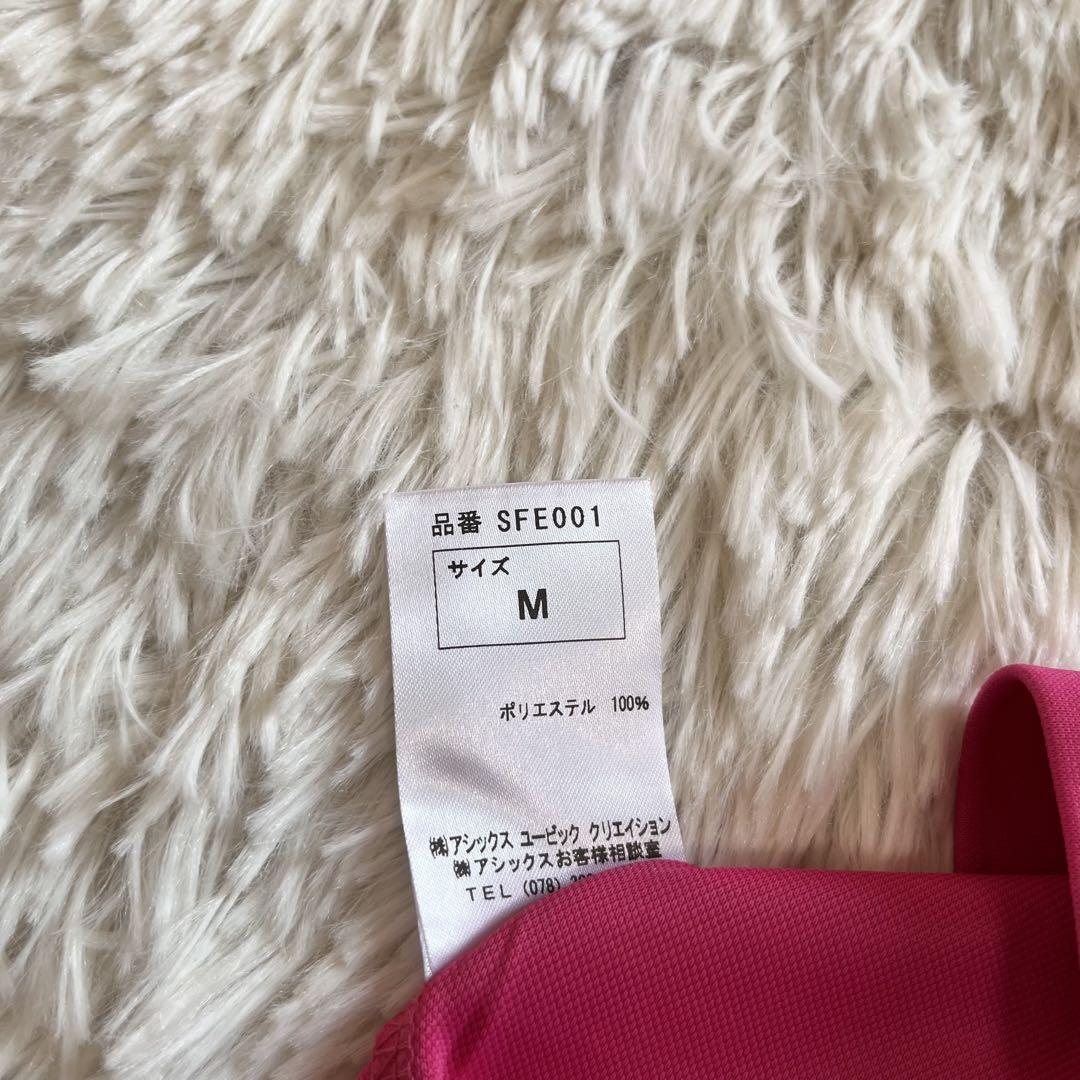 品番 SFE001
サイズ
M
ポリエステル 100%
㈱アシックス ユービック クリエイション
㈱アシックスお客様相談室
TEL (078)